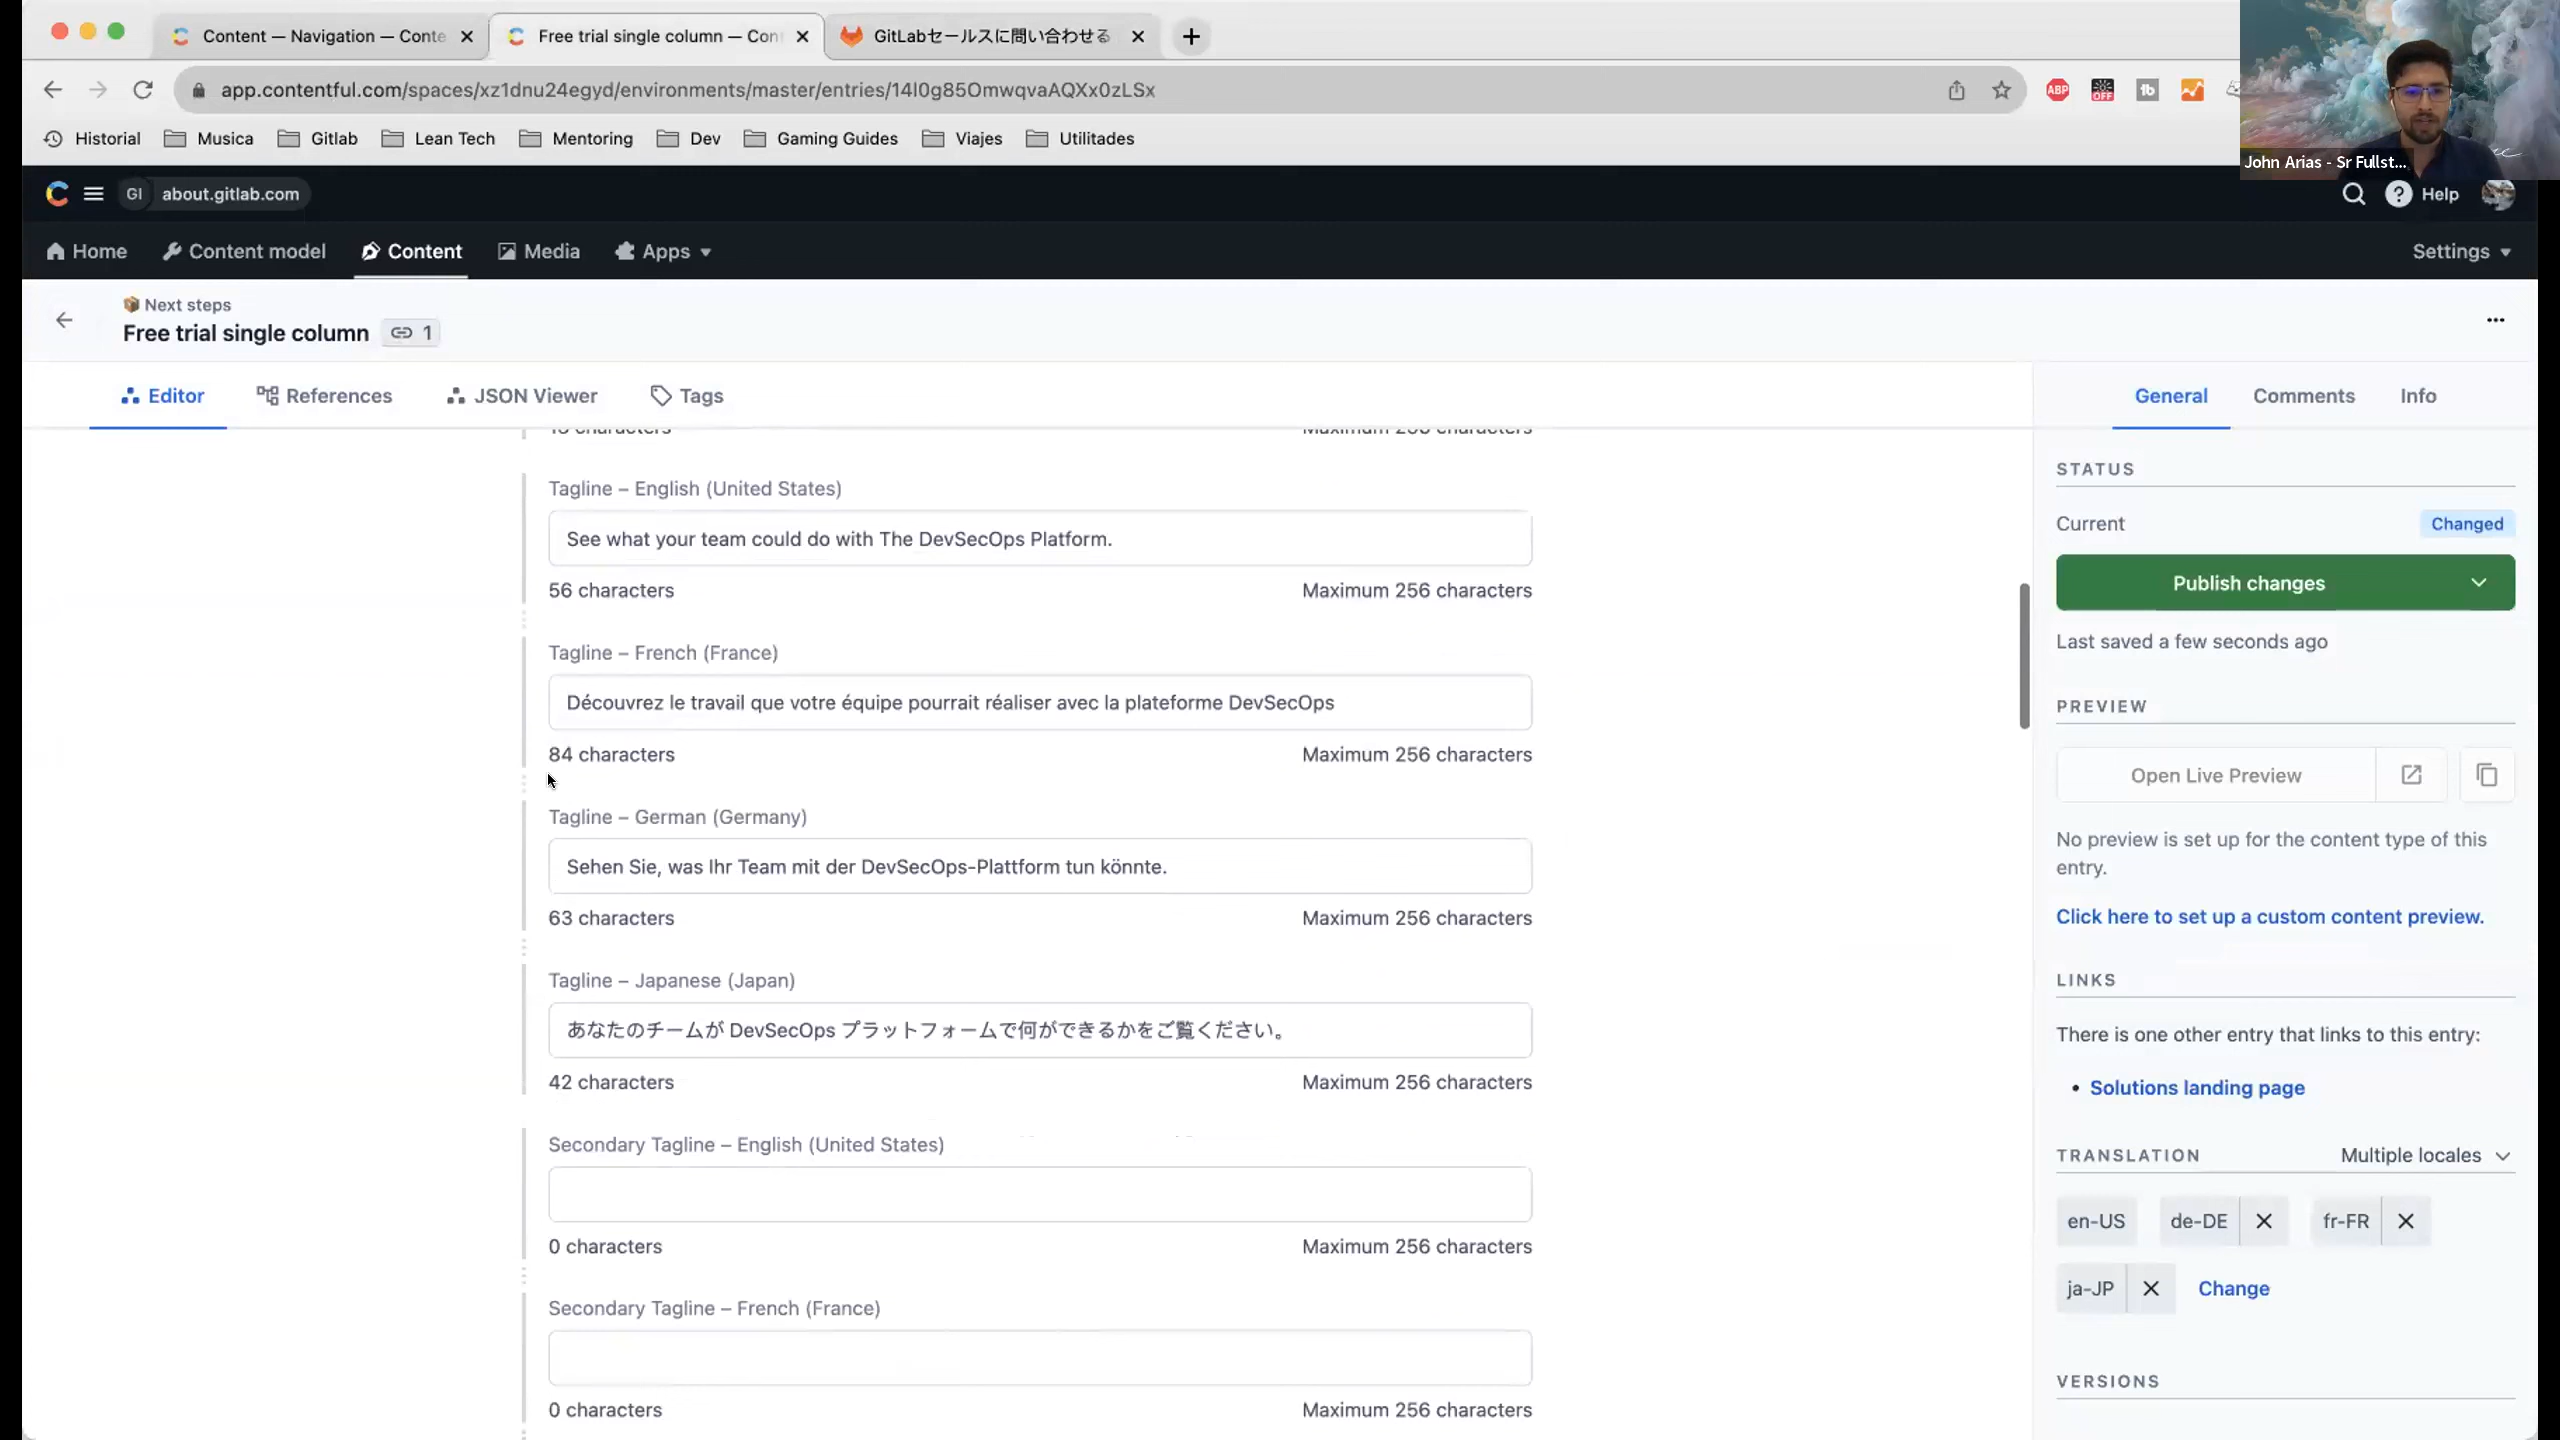 Content — Navigation — Conte
Free trial single column — Con
GitLabセールスに問い合わせる
app.contentful.com/spaces/xz1dnu24egyd/environments/master/entries/14l0g85OmwqvaAQXx0zLSx
ABP
OFF
tb
Historial
Musica
Gitlab
Lean Tech
Mentoring
Dev
Gaming Guides
Viajes
Utilitades
John Arias - Sr Fullst...
GI
about.gitlab.com
Help
Home
Content model
Content
Media
Apps
Settings
Next steps
Free trial single column
1
Editor
References
JSON Viewer
Tags
General
Comments
Info
Maximum 256 characters
Tagline – English (United States)
See what your team could do with The DevSecOps Platform.
56 characters
Maximum 256 characters
Tagline – French (France)
Découvrez le travail que votre équipe pourrait réaliser avec la plateforme DevSecOps
84 characters
Maximum 256 characters
Tagline – German (Germany)
Sehen Sie, was Ihr Team mit der DevSecOps-Plattform tun könnte.
63 characters
Maximum 256 characters
Tagline – Japanese (Japan)
あなたのチームが DevSecOps プラットフォームで何ができるかをご覧ください。
42 characters
Maximum 256 characters
Secondary Tagline – English (United States)
0 characters
Maximum 256 characters
Secondary Tagline – French (France)
0 characters
Maximum 256 characters
STATUS
Current
Changed
Publish changes
Last saved a few seconds ago
PREVIEW
Open Live Preview
No preview is set up for the content type of this
entry.
Click here to set up a custom content preview.
LINKS
There is one other entry that links to this entry:
• Solutions landing page
TRANSLATION
Multiple locales
en-US
de-DE
fr-FR
ja-JP
Change
VERSIONS